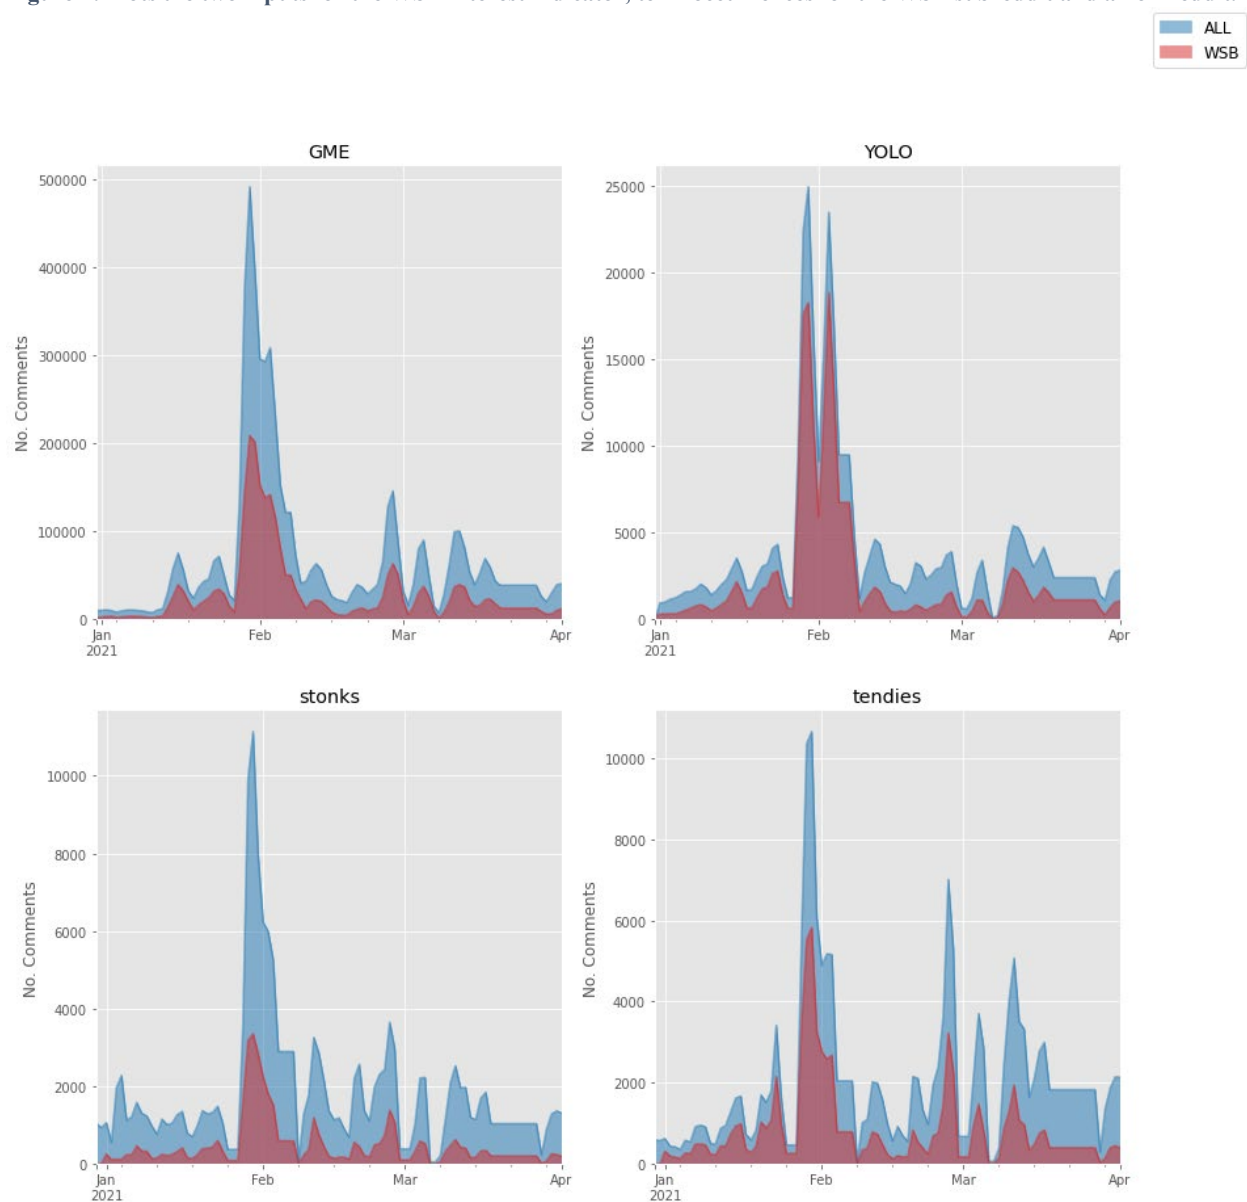 ALL
WSB
GME
500000
400000
300000
200000
100000
0
No. Comments
Jan
2021
Feb
Mar
Apr
YOLO
25000
20000
15000
10000
5000
0
No. Comments
Jan
2021
Feb
Mar
Apr
stonks
10000
8000
6000
4000
2000
0
No. Comments
Jan
2021
Feb
Mar
Apr
tendies
10000
8000
6000
4000
2000
0
No. Comments
Jan
2021
Feb
Mar
Apr